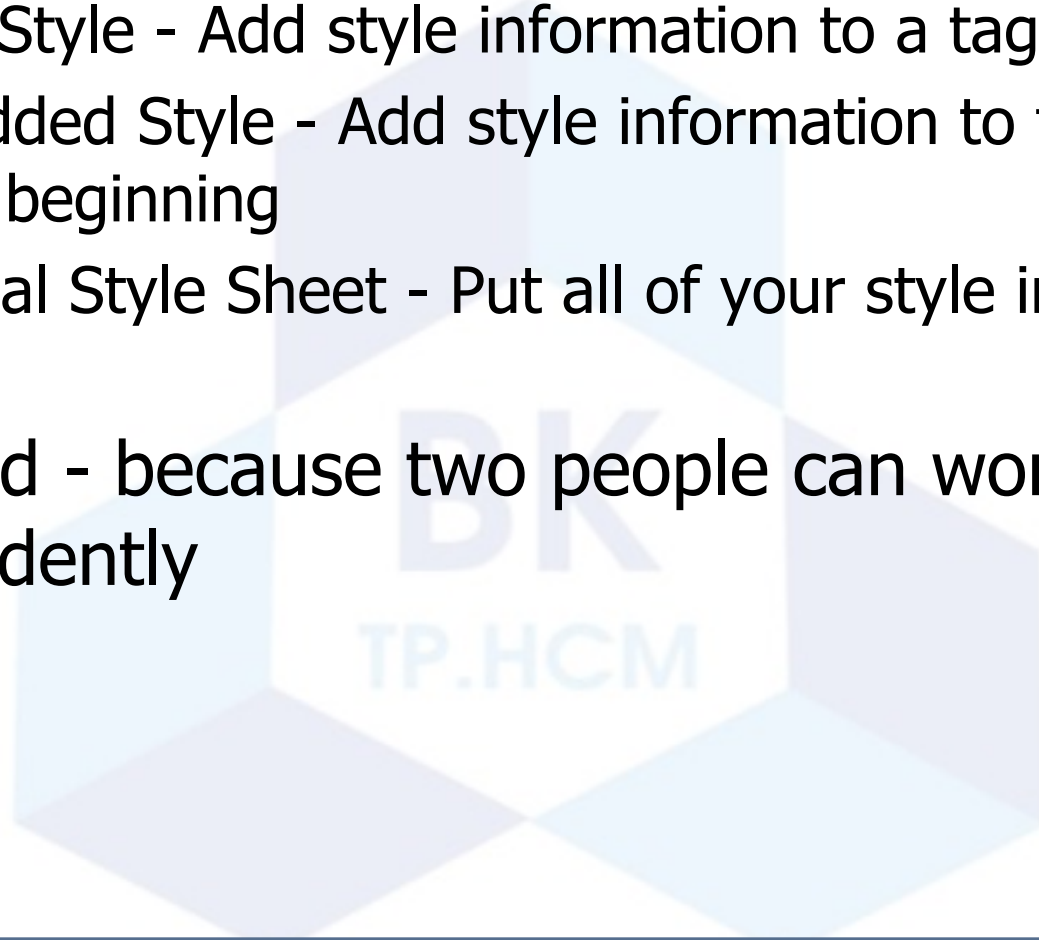 Style - Add style information to a tag
dded Style - Add style information to
beginning
al Style Sheet - Put all of your style
d - because two people can
dently
BK
TP.HCM